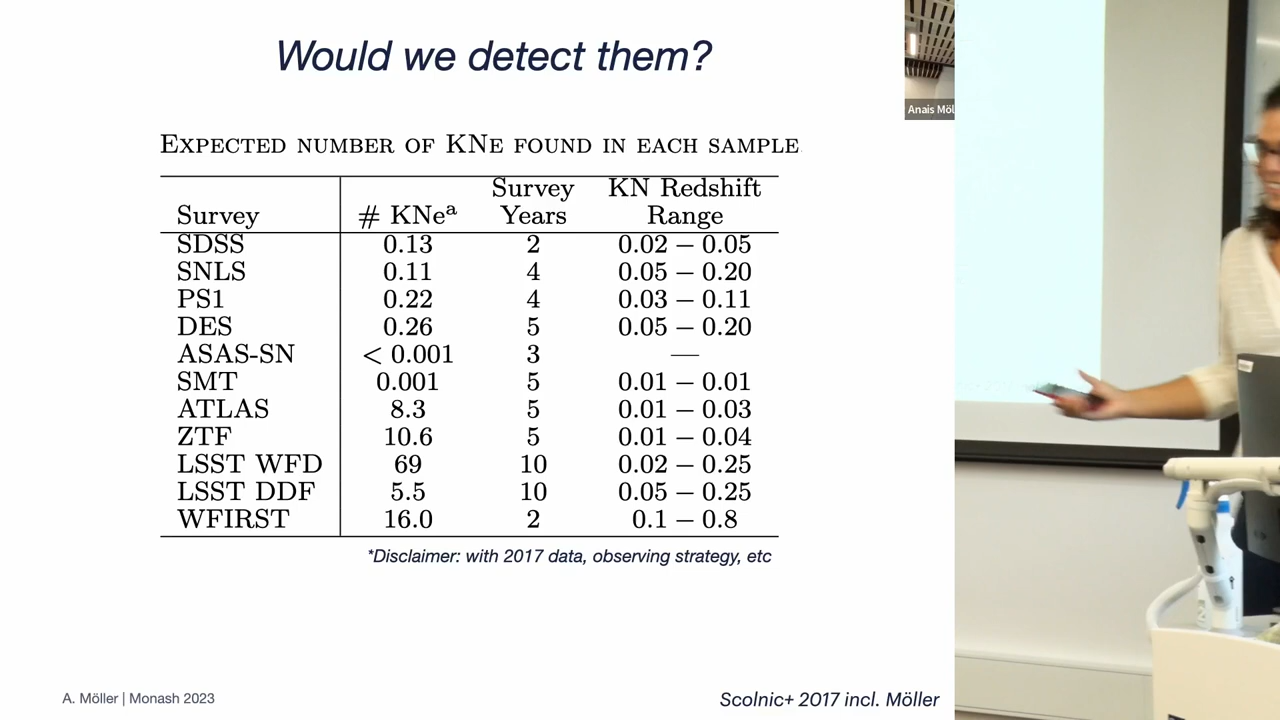 Would we detect them?
Anais Möl
EXPECTED NUMBER OF KNE FOUND IN EACH SAMPLE
Survey # KNeᵃ Survey Years KN Redshift Range
SDSS 0.13 2 0.02 – 0.05
SNLS 0.11 4 0.05 – 0.20
PS1 0.22 4 0.03 – 0.11
DES 0.26 5 0.05 – 0.20
ASAS-SN < 0.001 3 —
SMT 0.001 5 0.01 – 0.01
ATLAS 8.3 5 0.01 – 0.03
ZTF 10.6 5 0.01 – 0.04
LSST WFD 69 10 0.02 – 0.25
LSST DDF 5.5 10 0.05 – 0.25
WFIRST 16.0 2 0.1 – 0.8
*Disclaimer: with 2017 data, observing strategy, etc
A. Möller | Monash 2023
Scolnic+ 2017 incl. Möller